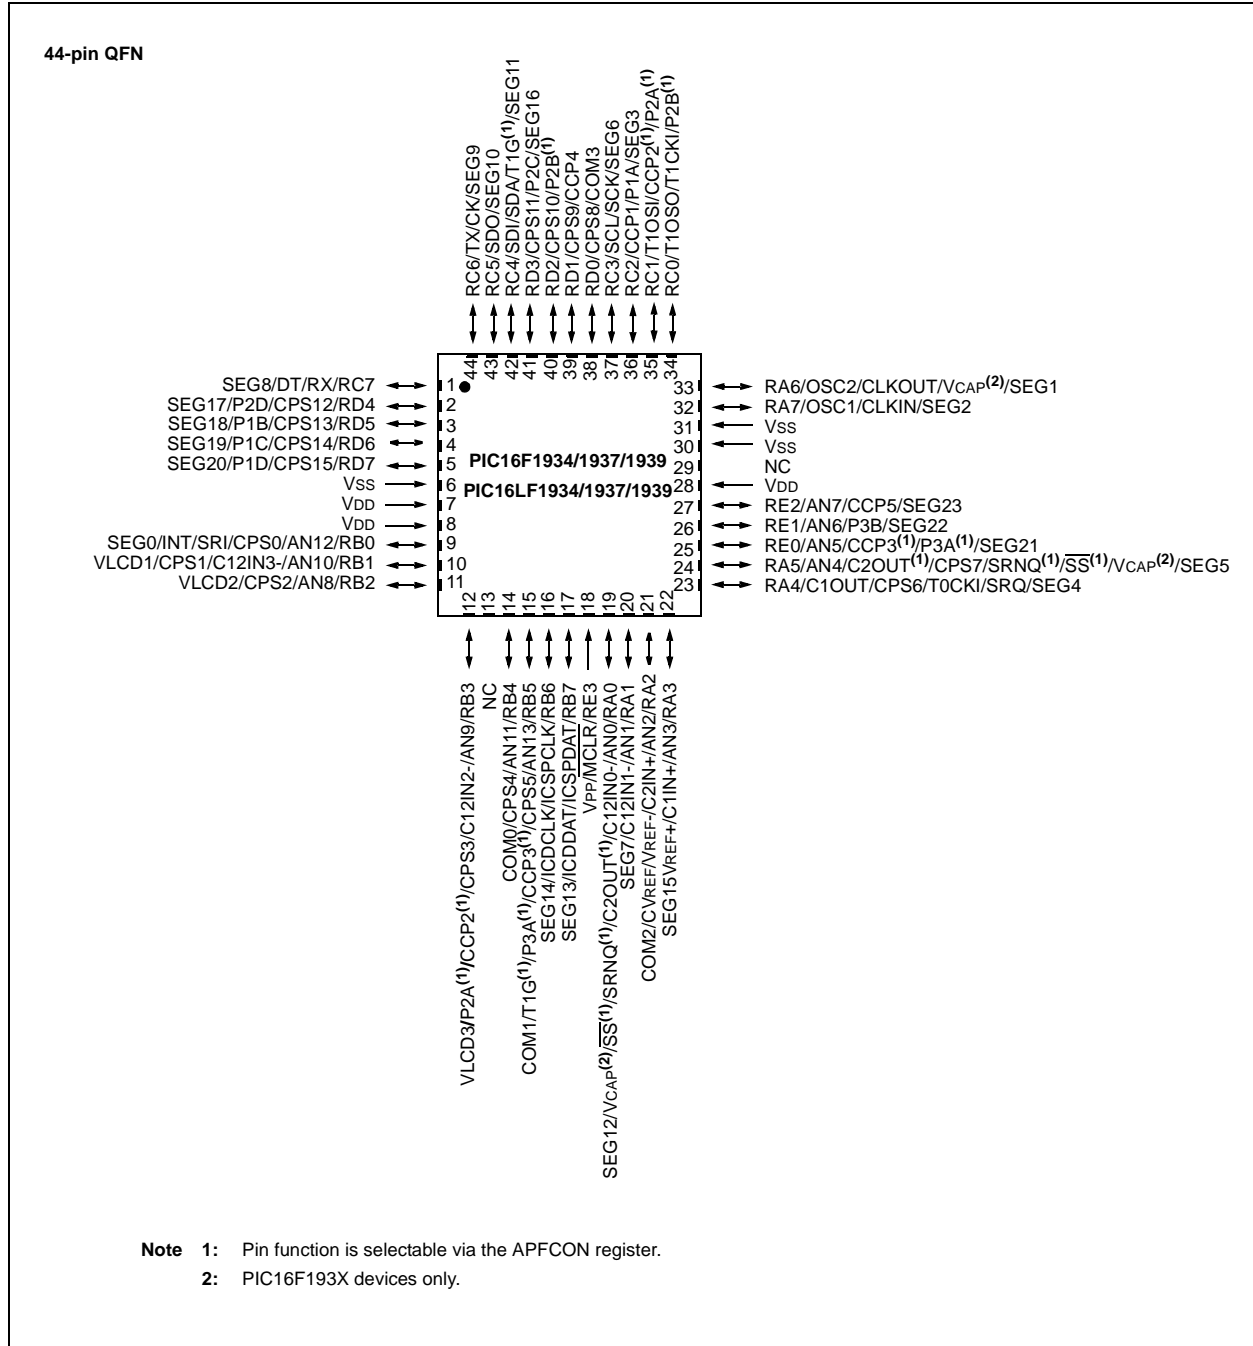 44-pin QFN
RC6/TX/CK/SEG9
RC5/SDO/SEG10
RC4/SDI/SDA/T1G(1)/SEG11
RD3/CPS11/P2C/SEG16
RD2/CPS10/P2B(1)
RD1/CPS9/CCP4
RD0/CPS8/COM3
RC3/SCL/SCK/SEG6
RC2/CCP1/P1A/SEG3
RC1/T1OSI/CCP2(1)/P2A(1)
RC0/T1OSO/T1CKI/P2B(1)
44
43
42
41
40
39
38
37
36
35
34
SEG8/DT/RX/RC7 1
SEG17/P2D/CPS12/RD4 2
SEG18/P1B/CPS13/RD5 3
SEG19/P1C/CPS14/RD6 4
SEG20/P1D/CPS15/RD7 5
VSS 6
VDD 7
VDD 8
SEG0/INT/SRI/CPS0/AN12/RB0 9
VLCD1/CPS1/C12IN3-/AN10/RB1 10
VLCD2/CPS2/AN8/RB2 11
PIC16F1934/1937/1939
PIC16LF1934/1937/1939
33 RA6/OSC2/CLKOUT/VCAP(2)/SEG1
32 RA7/OSC1/CLKIN/SEG2
31 VSS
30 VSS
29 NC
28 VDD
27 RE2/AN7/CCP5/SEG23
26 RE1/AN6/P3B/SEG22
25 RE0/AN5/CCP3(1)/P3A(1)/SEG21
24 RA5/AN4/C2OUT(1)/CPS7/SRNQ(1)/SS(1)/VCAP(2)/SEG5
23 RA4/C1OUT/CPS6/T0CKI/SRQ/SEG4
12
13
14
15
16
17
18
19
20
21
22
VLCD3/P2A(1)/CCP2(1)/CPS3/C12IN2-/AN9/RB3
NC
COM0/CPS4/AN11/RB4
COM1/T1G(1)/P3A(1)/CCP3(1)/CPS5/AN13/RB5
SEG14/ICDCLK/ICSPCLK/RB6
SEG13/ICDDAT/ICSPDAT/RB7
VPP/MCLR/RE3
SEG12/VCAP(2)/SS(1)/SRNQ(1)/C2OUT(1)/C12IN0-/AN0/RA0
SEG7/C12IN1-/AN1/RA1
COM2/CVREF/VREF-/C2IN+/AN2/RA2
SEG15VREF+/C1IN+/AN3/RA3
Note 1: Pin function is selectable via the APFCON register.
2: PIC16F193X devices only.